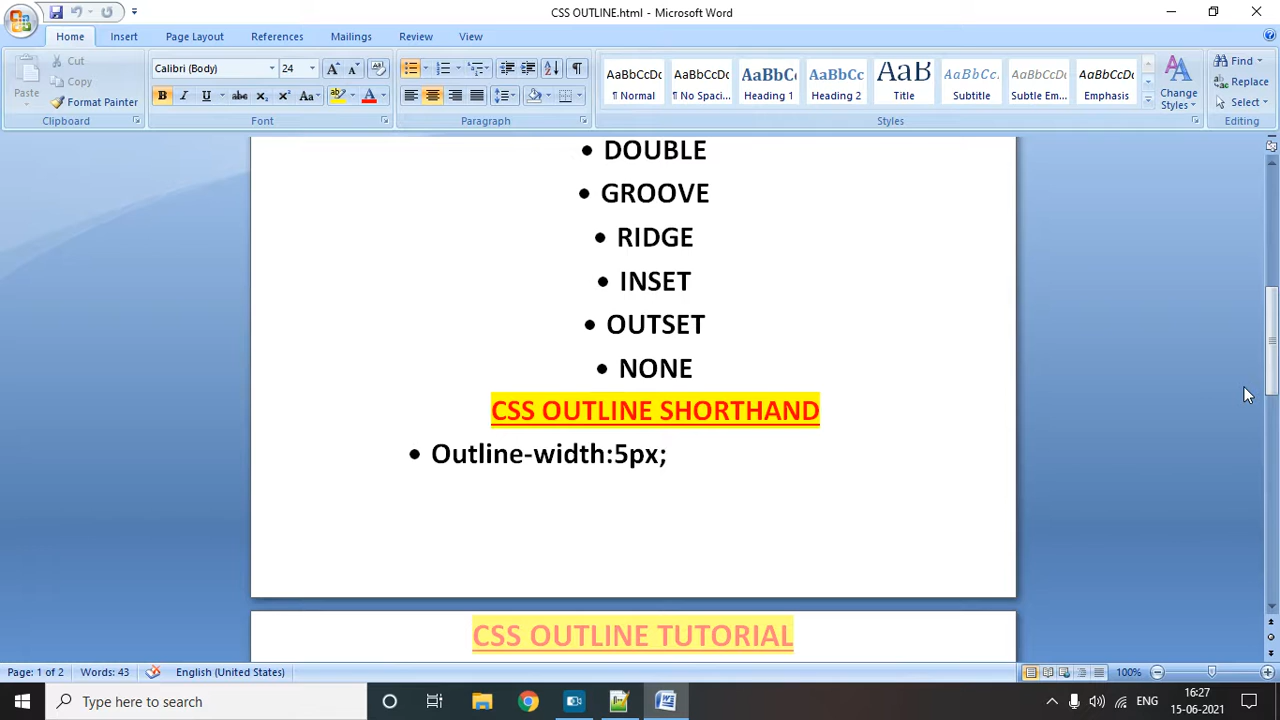 CSS OUTLINE.html - Microsoft Word
Home Insert Page Layout References Mailings Review View
Paste
Cut
Copy
Format Painter
Clipboard
Calibri (Body) 24
B I U abc x₂ x² Aa
Font
Paragraph
AaBbCcDc AaBbCcDc AaBbCc AaBbCc AaB AaBbCc. AaBbCcDc AaBbCcDc
¶ Normal ¶ No Spaci... Heading 1 Heading 2 Title Subtitle Subtle Em... Emphasis
Change Styles
Styles
Find
Replace
Select
Editing
• DOUBLE
• GROOVE
• RIDGE
• INSET
• OUTSET
• NONE
CSS OUTLINE SHORTHAND
• Outline-width:5px;
CSS OUTLINE TUTORIAL
Page: 1 of 2 Words: 43 English (United States) 100%
Type here to search
ENG
16:27
15-06-2021